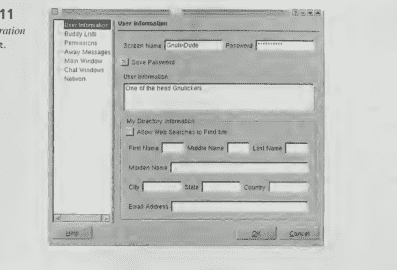 11
ration
t.
User Information
Buddy Lists
Permissions
Away Messages
Main Window
Chat Windows
Network
User Information
Screen Name GnulixDude Password **********
Save Password
User Information
One of the head Gnulickers...
My Directory Information
Allow Web Searches to Find Me
First Name Middle Name Last Name
Maiden Name
City State Country
Email Address
Help OK Cancel